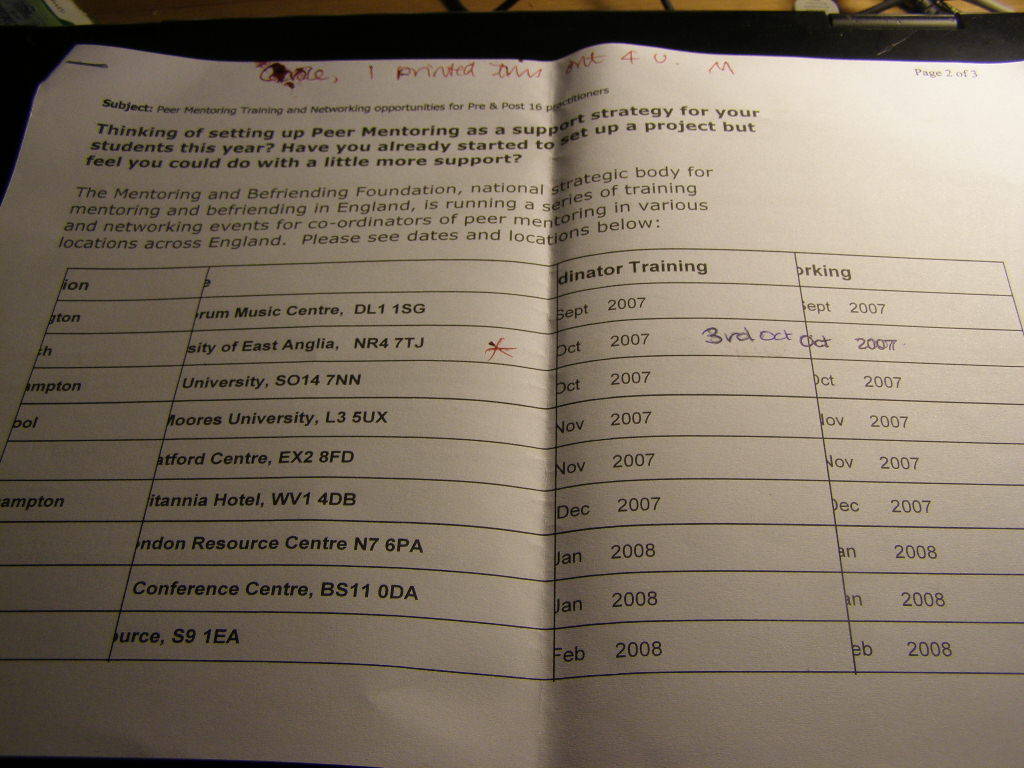 Carole, I printed this out 4 U. M
Page 2 of 3
Subject: Peer Mentoring Training and Networking opportunities for Pre & Post 16 practitioners
Thinking of setting up Peer Mentoring as a support strategy for your
students this year? Have you already started to set up a project but
feel you could do with a little more support?
The Mentoring and Befriending Foundation, national strategic body for
mentoring and befriending in England, is running a series of training
and networking events for co-ordinators of peer mentoring in various
locations across England. Please see dates and locations below:
ion e dinator Training orking
gton rum Music Centre, DL1 1SG Sept 2007 Sept 2007
h sity of East Anglia, NR4 7TJ * Oct 2007 3rd oct Oct 2007
ampton University, SO14 7NN Oct 2007 Oct 2007
ool Moores University, L3 5UX Nov 2007 Nov 2007
atford Centre, EX2 8FD Nov 2007 Nov 2007
ampton itannia Hotel, WV1 4DB Dec 2007 Dec 2007
ondon Resource Centre N7 6PA Jan 2008 an 2008
Conference Centre, BS11 0DA Jan 2008 an 2008
ource, S9 1EA Feb 2008 eb 2008